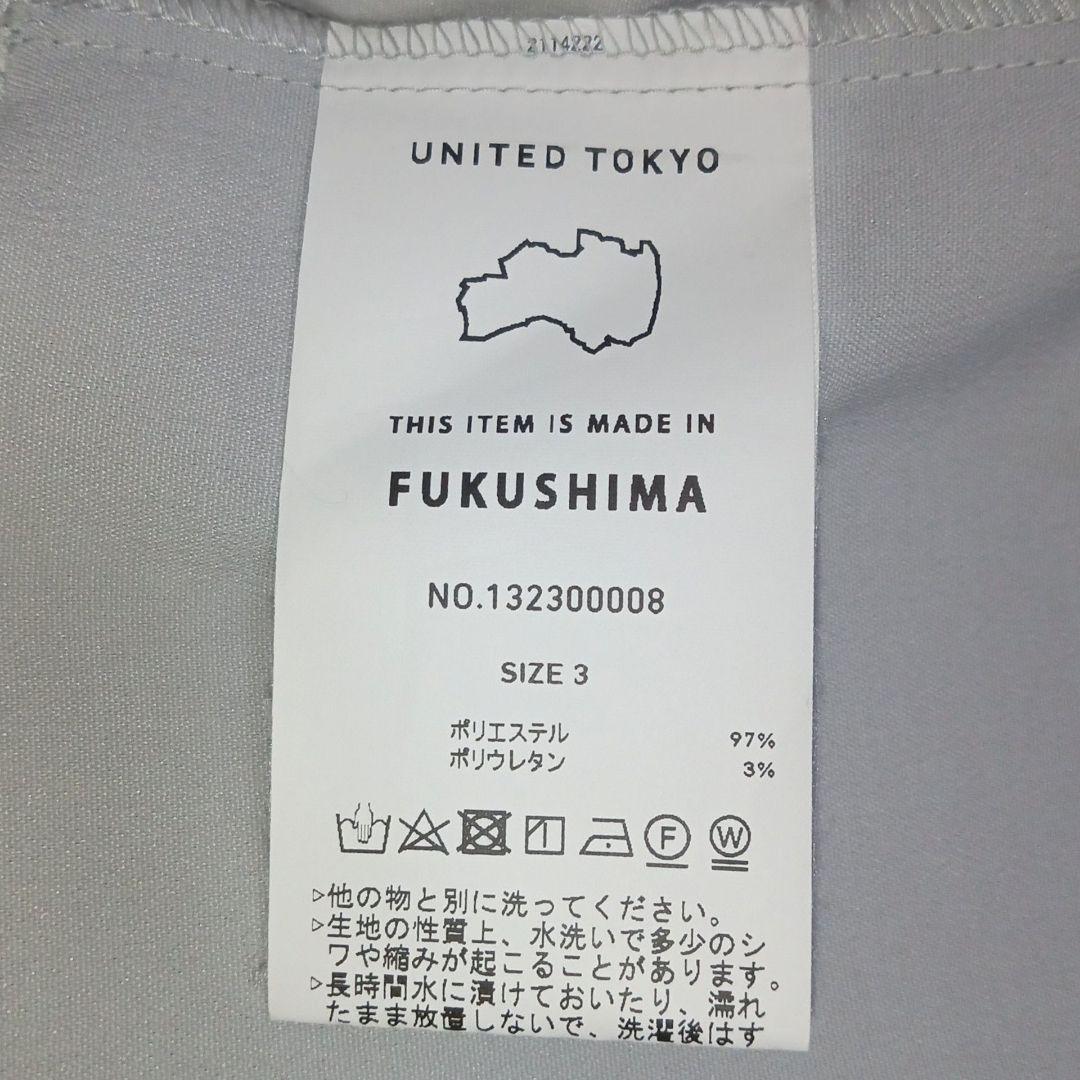 2114222
UNITED TOKYO
THIS ITEM IS MADE IN
FUKUSHIMA
NO.132300008
SIZE 3
ポリエステル 97%
ポリウレタン 3%
F W
▷他の物と別に洗ってください。
▷生地の性質上、水洗いで多少のシ
ワや縮みが起こることがあります。
▷長時間水に漬けておいたり、濡れ
たまま放置しないで、洗濯後はす